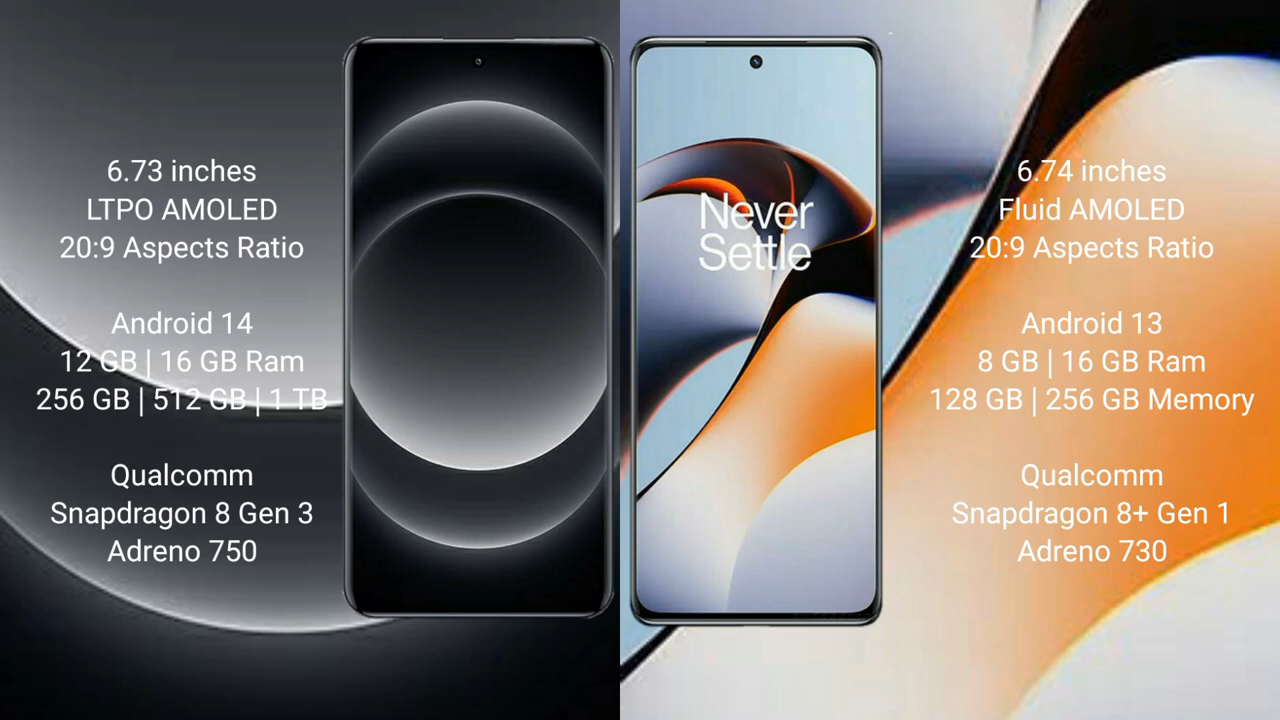 6.73 inches
LTPO AMOLED
20:9 Aspects Ratio
Android 14
12 GB | 16 GB Ram
256 GB | 512 GB | 1 TB
Qualcomm
Snapdragon 8 Gen 3
Adreno 750
Never
Settle
6.74 inches
Fluid AMOLED
20:9 Aspects Ratio
Android 13
8 GB | 16 GB Ram
128 GB | 256 GB Memory
Qualcomm
Snapdragon 8+ Gen 1
Adreno 730